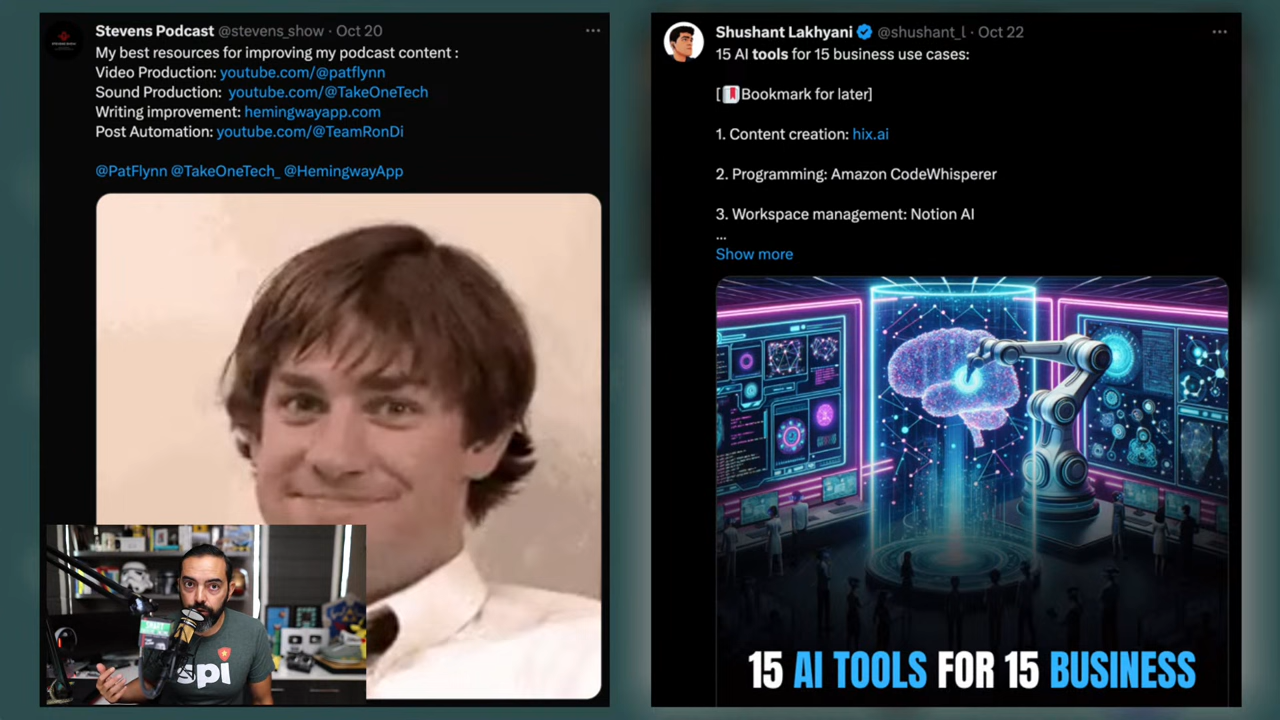 Stevens Podcast @stevens_show · Oct 20
My best resources for improving my podcast content :
Video Production: youtube.com/@patflynn
Sound Production: youtube.com/@TakeOneTech
Writing improvement: hemingwayapp.com
Post Automation: youtube.com/@TeamRonDi
@PatFlynn @TakeOneTech_ @HemingwayApp
spi
Shushant Lakhyani @shushant_l · Oct 22
15 AI tools for 15 business use cases:
[Bookmark for later]
1. Content creation: hix.ai
2. Programming: Amazon CodeWhisperer
3. Workspace management: Notion AI
...
Show more
15 AI TOOLS FOR 15 BUSINESS